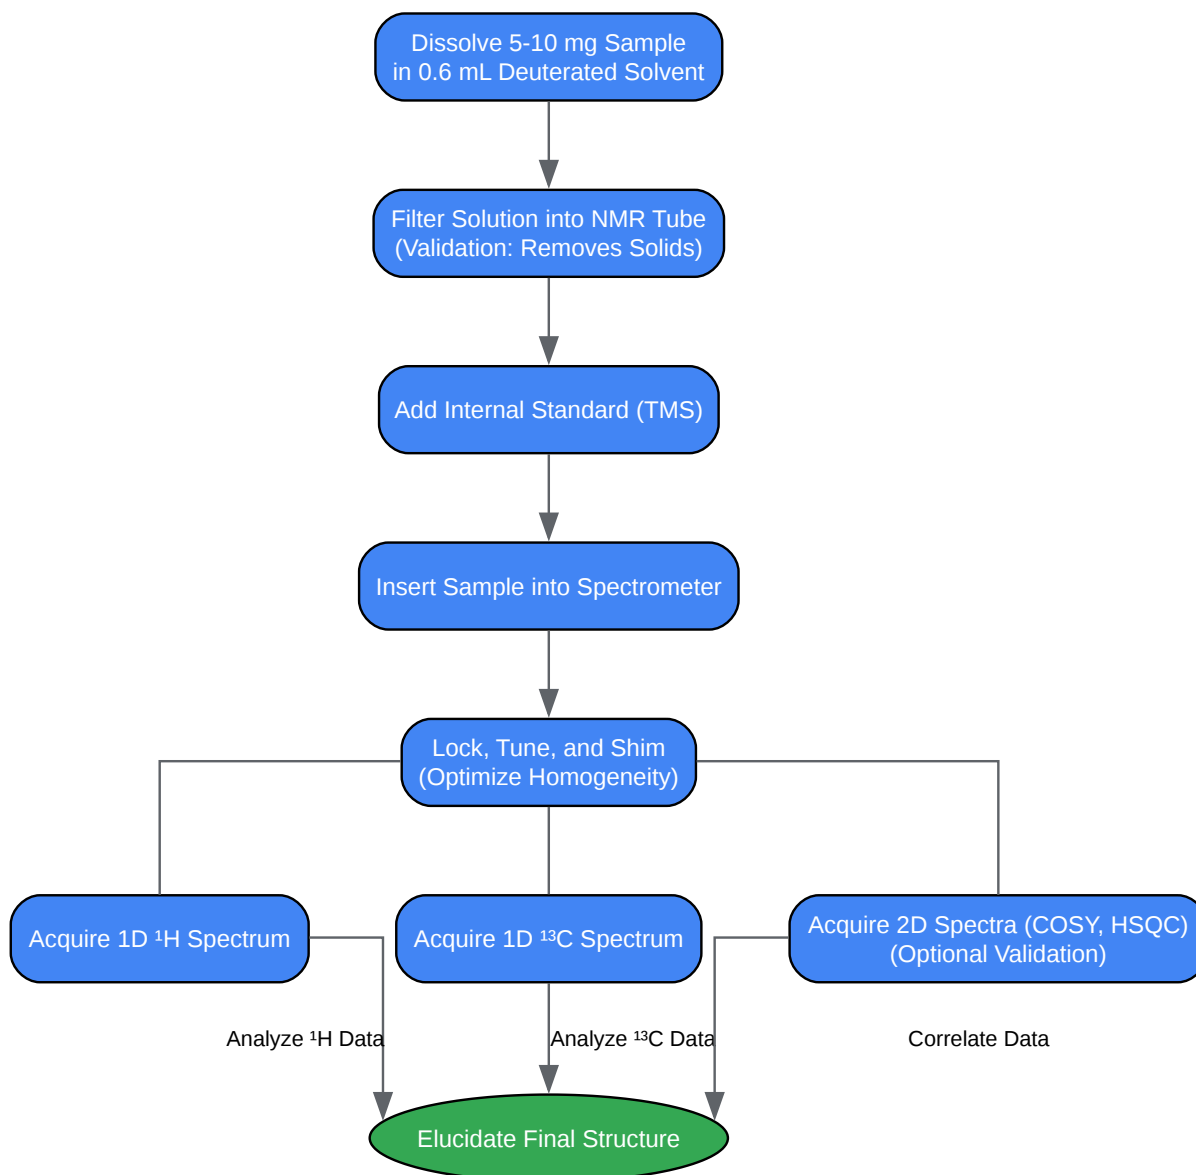 Dissolve 5-10 mg Sample
in 0.6 mL Deuterated Solvent
Filter Solution into NMR Tube
(Validation: Removes Solids)
Add Internal Standard (TMS)
Insert Sample into Spectrometer
Lock, Tune, and Shim
(Optimize Homogeneity)
Acquire 1D ¹H Spectrum
Acquire 1D ¹³C Spectrum
Acquire 2D Spectra (COSY, HSQC)
(Optional Validation)
Analyze ¹H Data
Analyze ¹³C Data
Correlate Data
Elucidate Final Structure